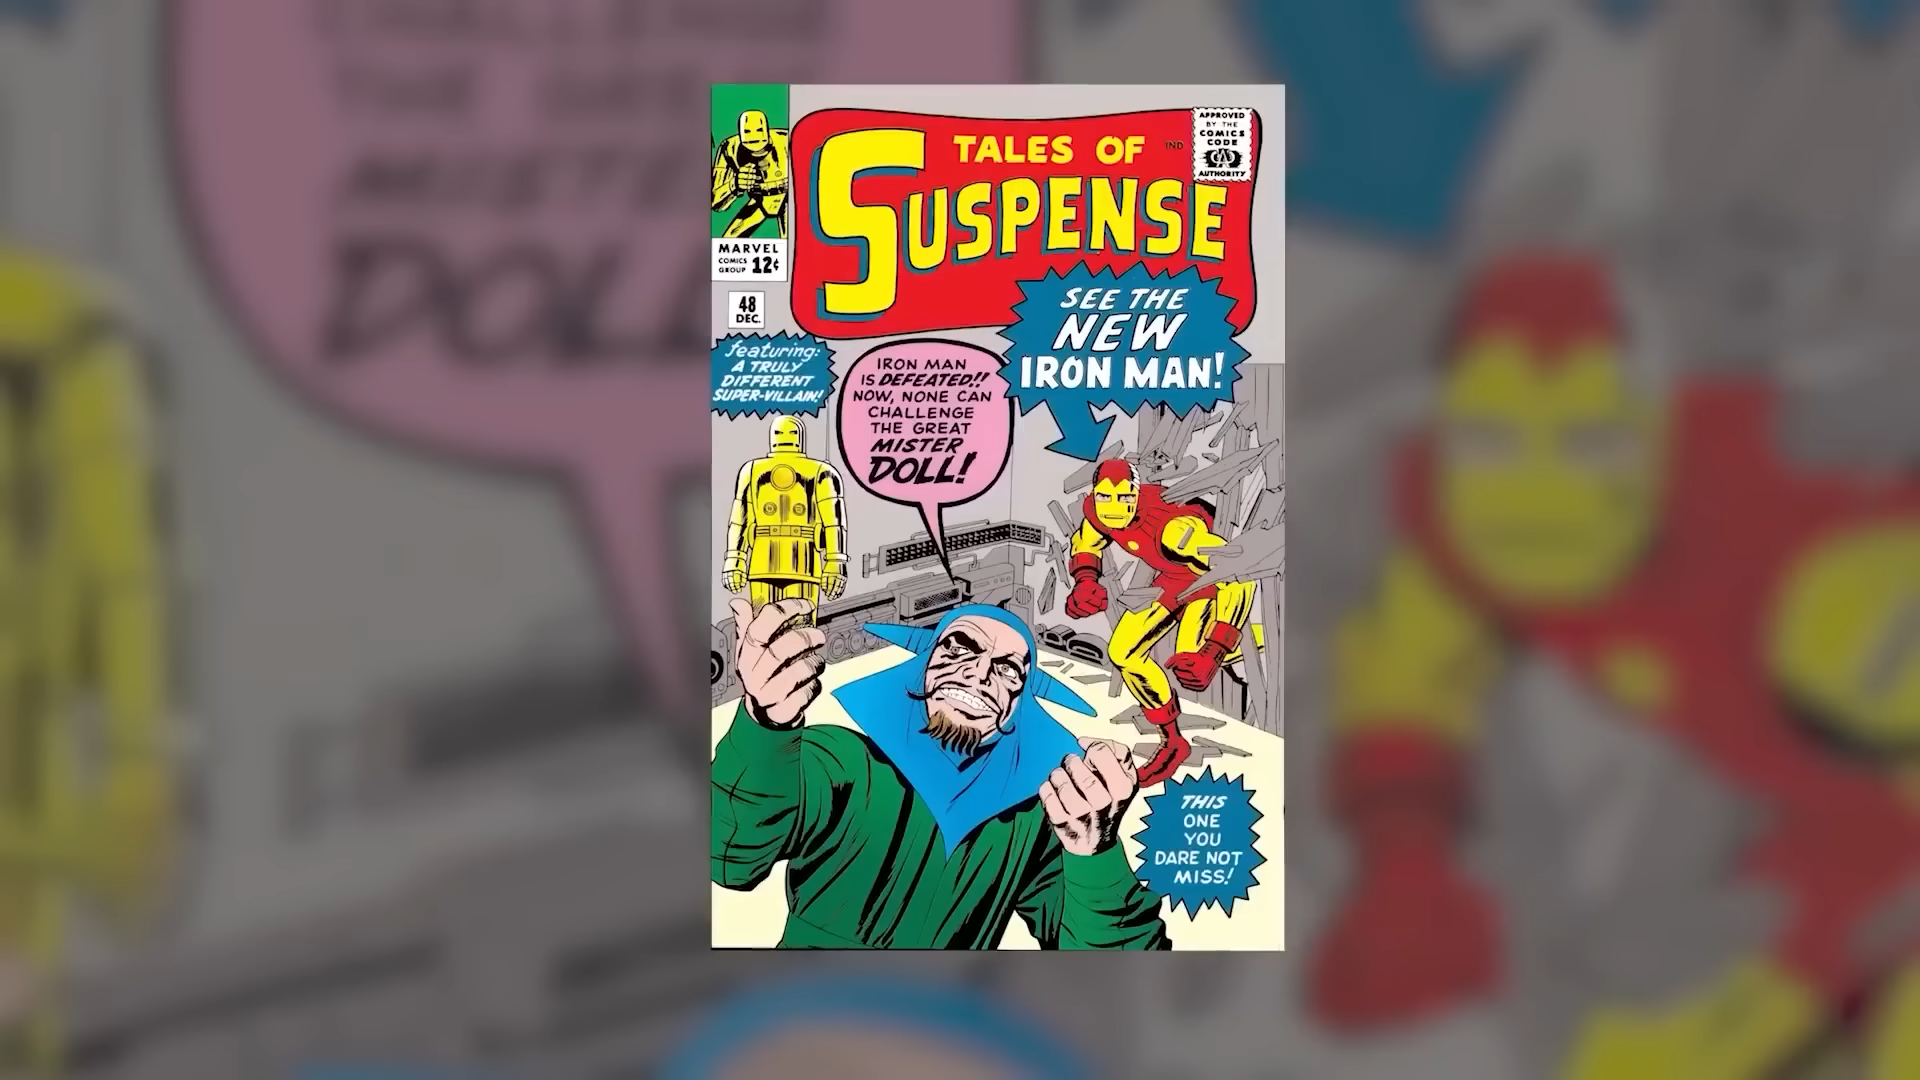 TALES OF
SUSPENSE
IND
APPROVED
BY THE
COMICS
CODE
CA
AUTHORITY
MARVEL
COMICS
GROUP 12¢
48
DEC.
SEE THE
NEW
IRON MAN!
featuring:
A TRULY
DIFFERENT
SUPER-VILLAIN!
IRON MAN
IS DEFEATED!!
NOW, NONE CAN
CHALLENGE
THE GREAT
MISTER
DOLL!
THIS
ONE
YOU
DARE NOT
MISS!